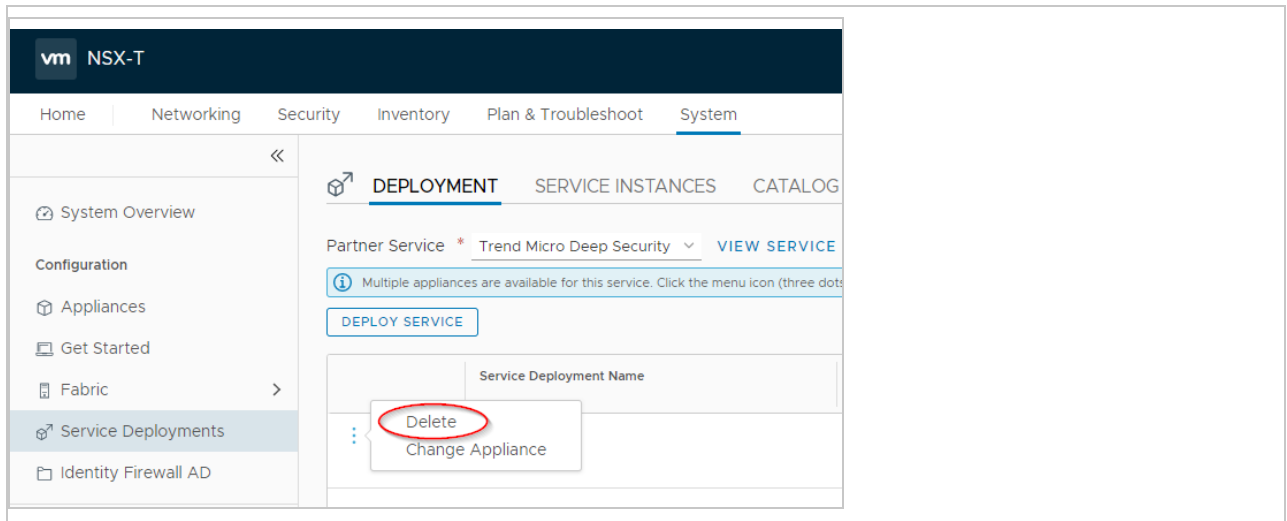 vm NSX-T
Home Networking Security Inventory Plan & Troubleshoot System
DEPLOYMENT SERVICE INSTANCES CATALOG
System Overview
Partner Service * Trend Micro Deep Security VIEW SERVICE
Configuration
Multiple appliances are available for this service. Click the menu icon (three dots
Appliances
DEPLOY SERVICE
Get Started
Service Deployment Name
Fabric
Delete
Service Deployments
Change Appliance
Identity Firewall AD